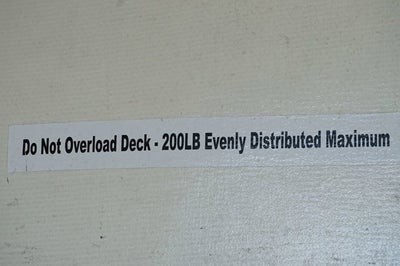 Do Not Overload Deck - 200LB Evenly Distributed Maximum